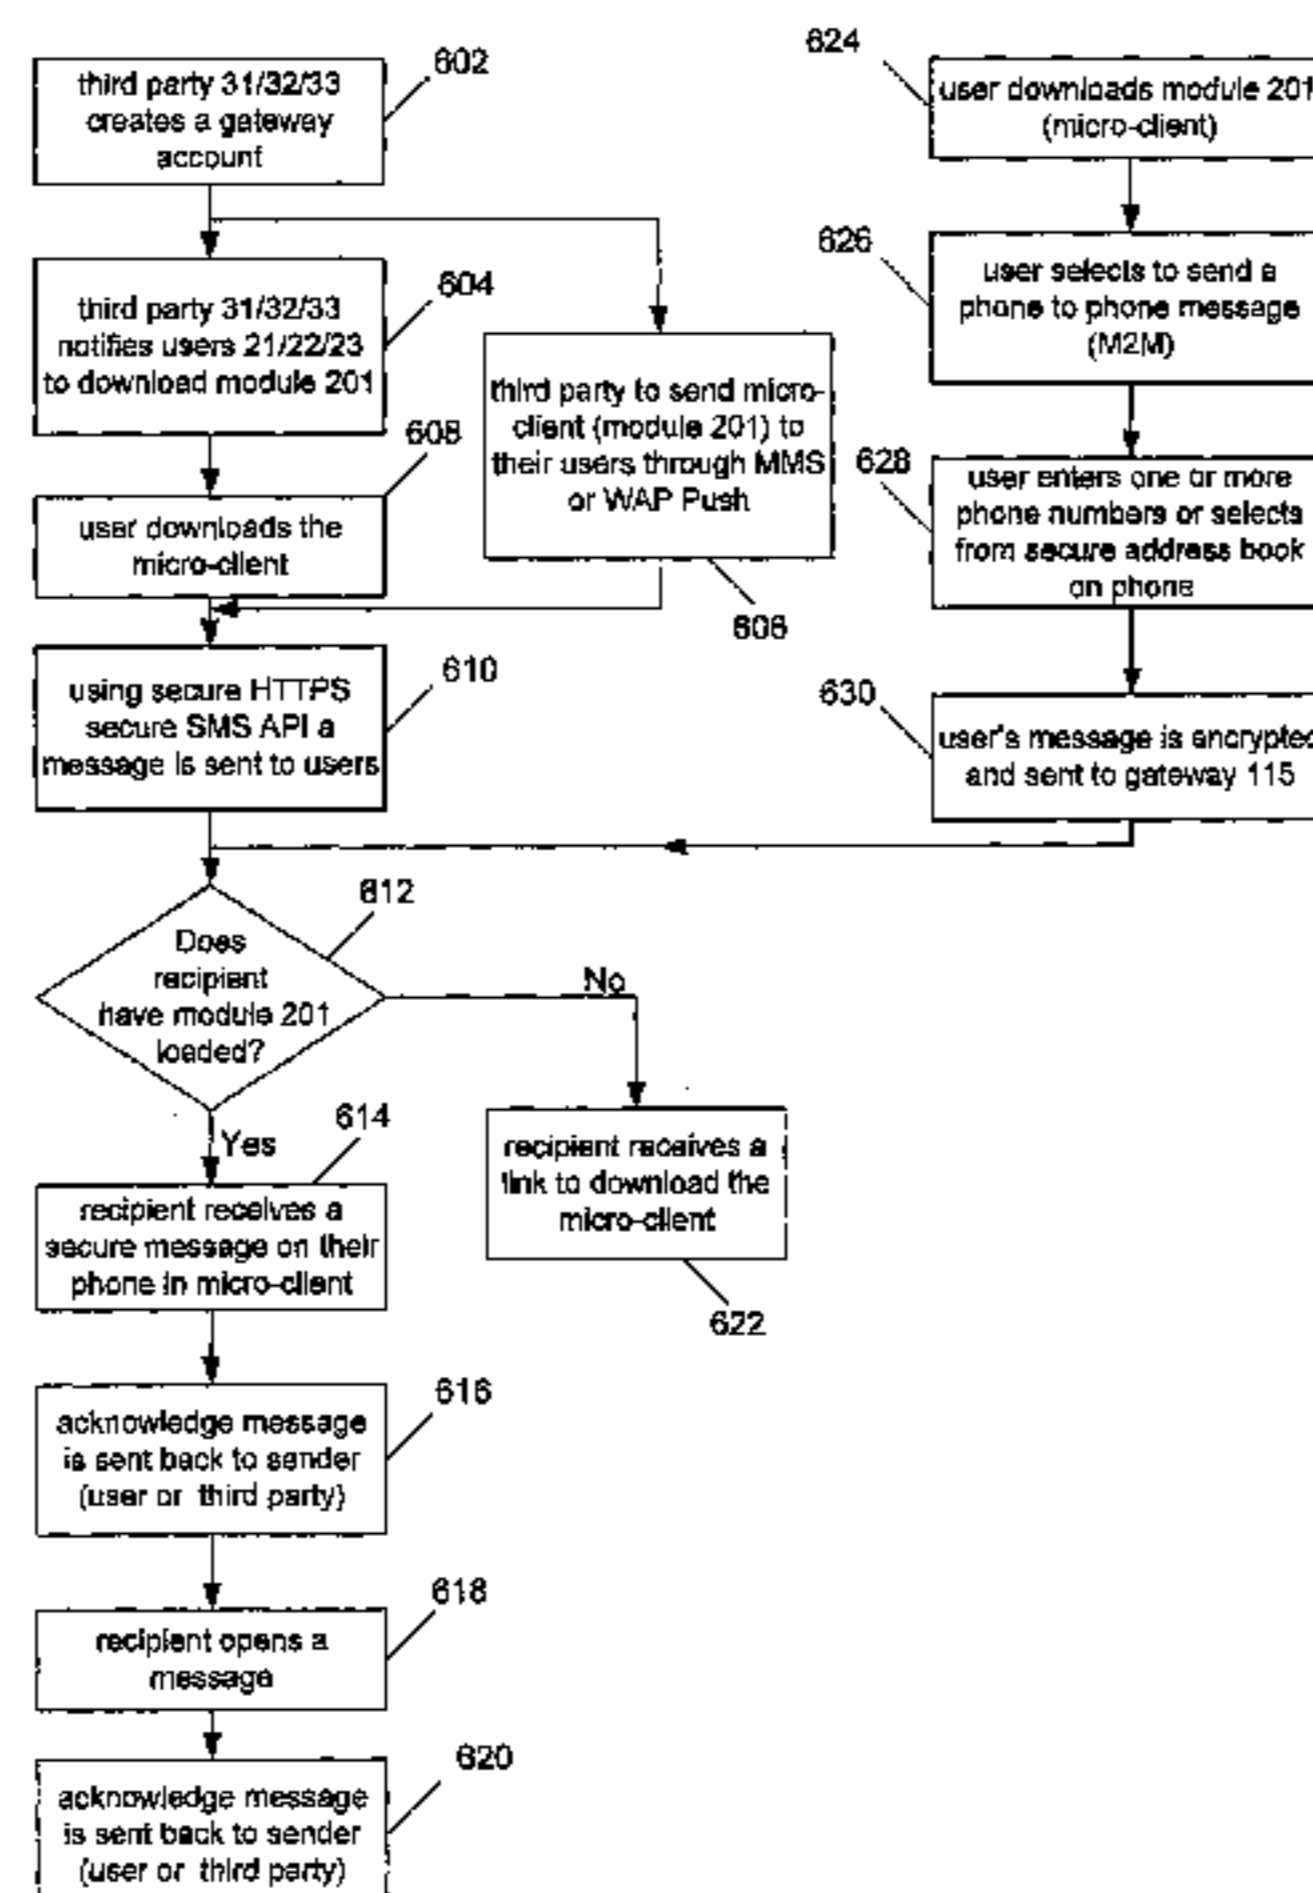 602
third party 31/32/33
creates a gateway
account
604
third party 31/32/33
notifies users 21/22/23
to download module 201
third party to send micro-
client (module 201) to
their users through MMS
or WAP Push
606
608
user downloads the
micro-client
610
using secure HTTPS
secure SMS API a
message is sent to users
624
user downloads module 201
(micro-client)
626
user selects to send a
phone to phone message
(M2M)
628
user enters one or more
phone numbers or selects
from secure address book
on phone
630
user's message is encrypted
and sent to gateway 115
612
Does
recipient
have module 201
loaded?
No
Yes
614
recipient receives a
secure message on their
phone in micro-client
recipient receives a
link to download the
micro-client
622
616
acknowledge message
is sent back to sender
(user or third party)
618
recipient opens a
message
620
acknowledge message
is sent back to sender
(user or third party)